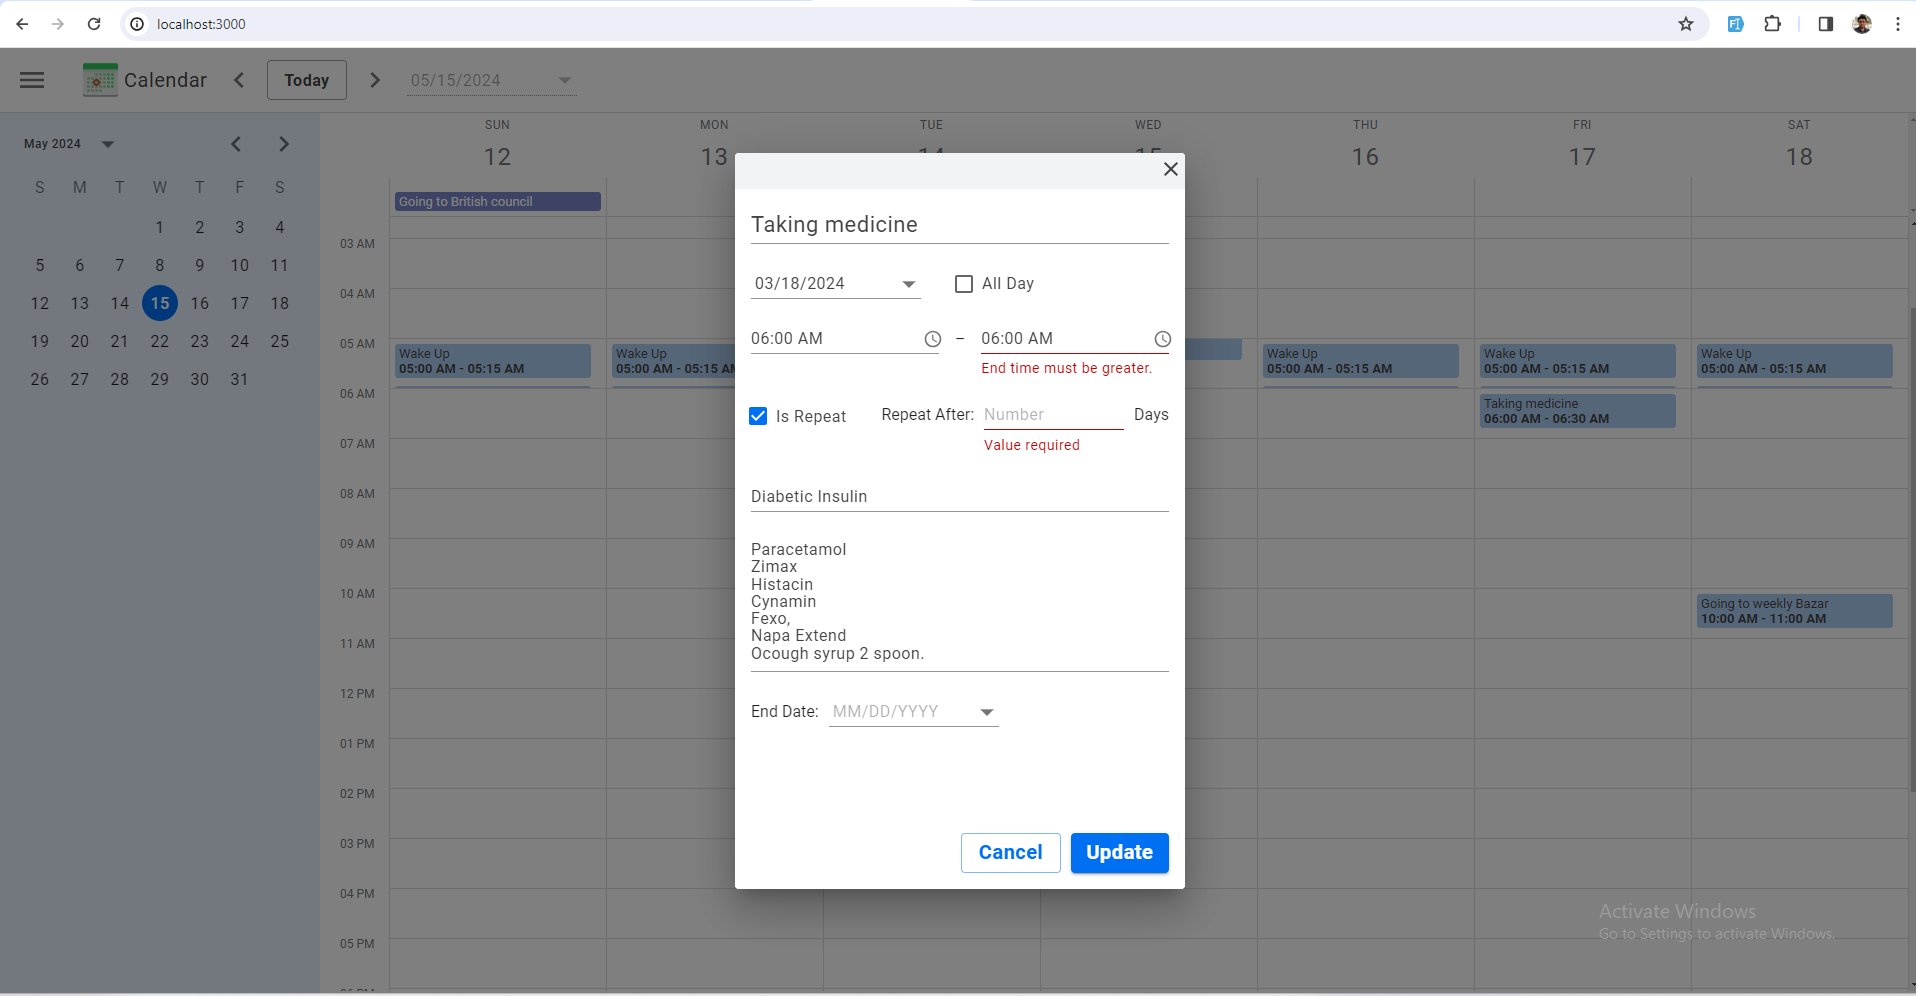 localhost:3000
Calendar
Today
05/15/2024
May 2024
S M T W T F S
1 2 3 4
5 6 7 8 9 10 11
12 13 14 15 16 17 18
19 20 21 22 23 24 25
26 27 28 29 30 31
SUN MON TUE WED THU FRI SAT
12 13 14 15 16 17 18
Going to British council
03 AM
04 AM
05 AM
Wake Up
05:00 AM - 05:15 AM
Wake Up
05:00 AM - 05:15 AM
Wake Up
05:00 AM - 05:15 AM
Wake Up
05:00 AM - 05:15 AM
Wake Up
05:00 AM - 05:15 AM
06 AM
Taking medicine
06:00 AM - 06:30 AM
07 AM
08 AM
09 AM
10 AM
Going to weekly Bazar
10:00 AM - 11:00 AM
11 AM
12 PM
01 PM
02 PM
03 PM
04 PM
05 PM
Taking medicine
03/18/2024
All Day
06:00 AM – 06:00 AM
End time must be greater.
Is Repeat
Repeat After: Number Days
Value required
Diabetic Insulin
Paracetamol
Zimax
Histacin
Cynamin
Fexo,
Napa Extend
Ocough syrup 2 spoon.
End Date: MM/DD/YYYY
Cancel
Update
Activate Windows
Go to Settings to activate Windows.